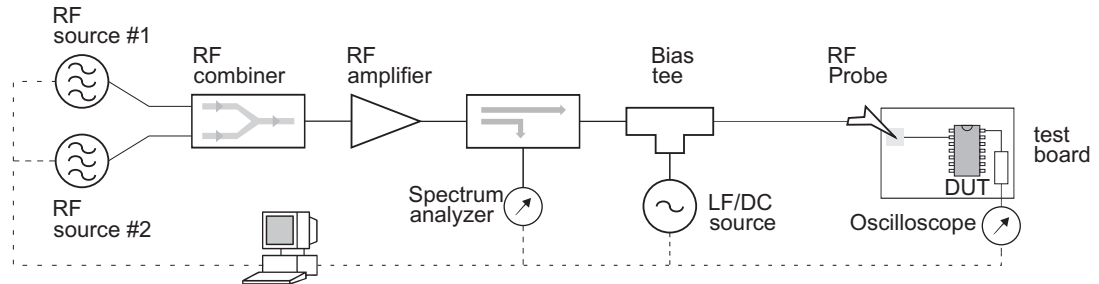 RF
source #1
RF
combiner
RF
amplifier
Bias
tee
RF
Probe
test
board
DUT
Spectrum
analyzer
LF/DC
source
Oscilloscope
RF
source #2